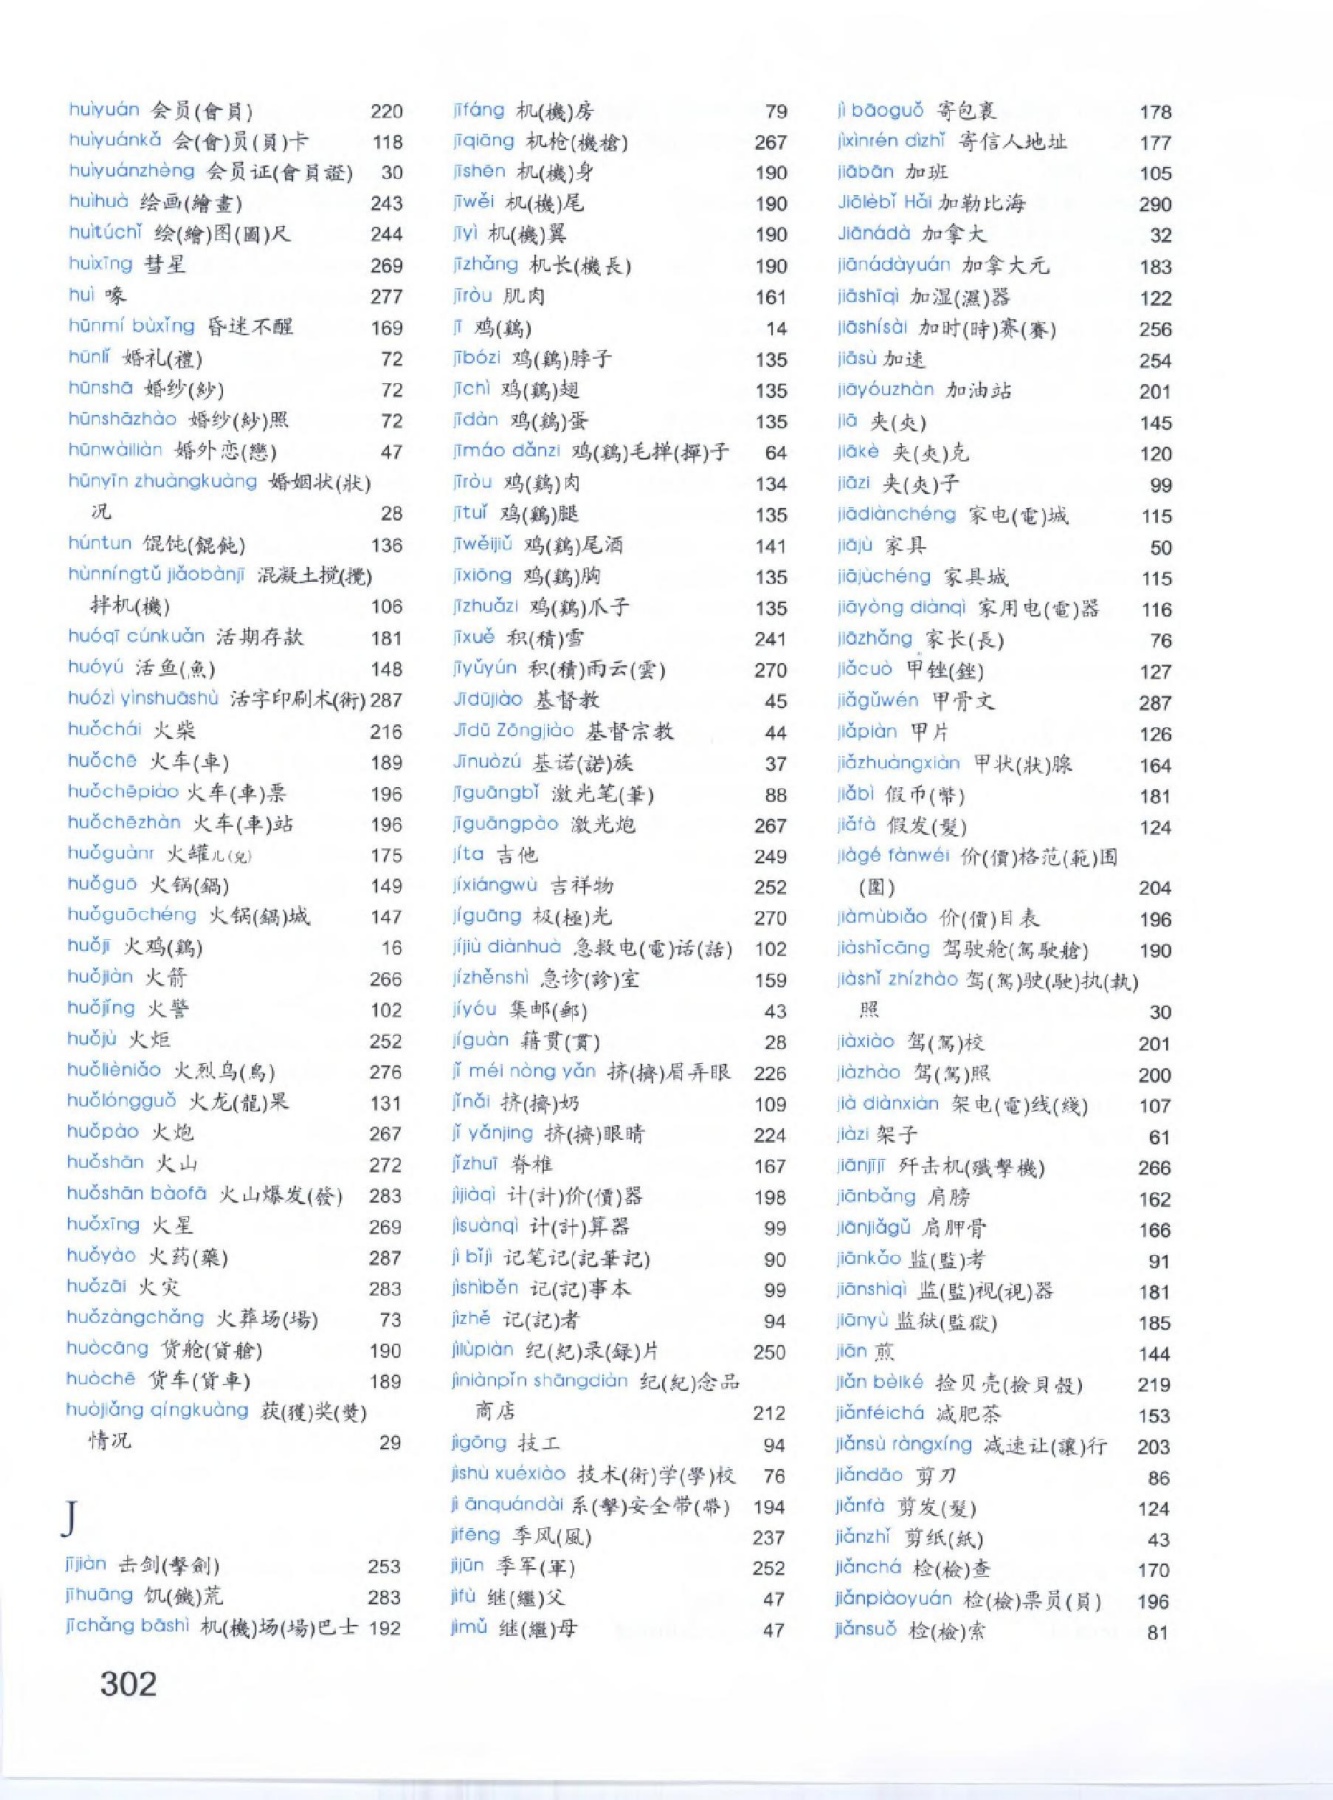 huìyuán 会员(會員) 220
huìyuánkǎ 会(會)员(員)卡 118
huìyuánzhèng 会员证(會員證) 30
huìhuà 绘画(繪畫) 243
huìtúchǐ 绘(繪)图(圖)尺 244
huìxīng 彗星 269
huì 喙 277
hūnmí bùxǐng 昏迷不醒 169
hūnlǐ 婚礼(禮) 72
hūnshā 婚纱(紗) 72
hūnshāzhào 婚纱(紗)照 72
hūnwàiliàn 婚外恋(戀) 47
hūnyīn zhuàngkuàng 婚姻状(狀)
况 28
húntun 馄饨(餛飩) 136
hùnníngtǔ jiǎobànjī 混凝土搅(攪)
拌机(機) 106
huóqī cúnkuǎn 活期存款 181
huóyú 活鱼(魚) 148
huózì yìnshuāshù 活字印刷术(術) 287
huǒchái 火柴 216
huǒchē 火车(車) 189
huǒchēpiào 火车(車)票 196
huǒchēzhàn 火车(車)站 196
huǒguànr 火罐儿(兒) 175
huǒguō 火锅(鍋) 149
huǒguōchéng 火锅(鍋)城 147
huǒjī 火鸡(鷄) 16
huǒjiàn 火箭 266
huǒjǐng 火警 102
huǒjù 火炬 252
huǒlièniǎo 火烈鸟(鳥) 276
huǒlóngguǒ 火龙(龍)果 131
huǒpào 火炮 267
huǒshān 火山 272
huǒshān bàofā 火山爆发(發) 283
huǒxīng 火星 269
huǒyào 火药(藥) 287
huǒzāi 火灾 283
huǒzàngchǎng 火葬场(場) 73
huòcāng 货舱(貨艙) 190
huòchē 货车(貨車) 189
huòjiǎng qíngkuàng 获(獲)奖(奬)
情况 29
J
jījiàn 击剑(擊劍) 253
jīhuāng 饥(饑)荒 283
jīchǎng bāshì 机(機)场(場)巴士 192
jīfáng 机(機)房 79
jīqiāng 机枪(機槍) 267
jīshēn 机(機)身 190
jīwěi 机(機)尾 190
jīyì 机(機)翼 190
jīzhǎng 机长(機長) 190
jīròu 肌肉 161
jī 鸡(鷄) 14
jībózi 鸡(鷄)脖子 135
jīchì 鸡(鷄)翅 135
jīdàn 鸡(鷄)蛋 135
jīmáo dǎnzi 鸡(鷄)毛掸(撣)子 64
jīròu 鸡(鷄)肉 134
jītuǐ 鸡(鷄)腿 135
jīwěijiǔ 鸡(鷄)尾酒 141
jīxiōng 鸡(鷄)胸 135
jīzhuǎzi 鸡(鷄)爪子 135
jīxuě 积(積)雪 241
jīyǔyún 积(積)雨云(雲) 270
Jīdūjiào 基督教 45
Jīdū Zōngjiào 基督宗教 44
Jīnuòzú 基诺(諾)族 37
jīguāngbǐ 激光笔(筆) 88
jīguāngpào 激光炮 267
jíta 吉他 249
jíxiángwù 吉祥物 252
jíguāng 极(極)光 270
jíjiù diànhuà 急救电(電)话(話) 102
jízhěnshì 急诊(診)室 159
jíyóu 集邮(郵) 43
jíguàn 籍贯(貫) 28
jǐ méi nòng yǎn 挤(擠)眉弄眼 226
jǐnǎi 挤(擠)奶 109
jǐ yǎnjing 挤(擠)眼睛 224
jǐzhuī 脊椎 167
jìjiàqì 计(計)价(價)器 198
jìsuànqì 计(計)算器 99
jì bǐjì 记笔记(記筆記) 90
jìshìběn 记(記)事本 99
jìzhě 记(記)者 94
jìlùpiàn 纪(紀)录(録)片 250
jìniànpǐn shāngdiàn 纪(紀)念品
商店 212
jìgōng 技工 94
jìshù xuéxiào 技术(術)学(學)校 76
jì ānquándài 系(繫)安全带(帶) 194
jìfēng 季风(風) 237
jìjūn 季军(軍) 252
jìfù 继(繼)父 47
jìmǔ 继(繼)母 47
jì bāoguǒ 寄包裹 178
jìxìnrén dìzhǐ 寄信人地址 177
jiābān 加班 105
Jiālèbǐ Hǎi 加勒比海 290
Jiānádà 加拿大 32
jiānádàyuán 加拿大元 183
jiāshīqì 加湿(濕)器 122
jiāshísài 加时(時)赛(賽) 256
jiāsù 加速 254
jiāyóuzhàn 加油站 201
jiā 夹(夾) 145
jiākè 夹(夾)克 120
jiāzi 夹(夾)子 99
jiādiànchéng 家电(電)城 115
jiājù 家具 50
jiājùchéng 家具城 115
jiāyòng diànqì 家用电(電)器 116
jiāzhǎng 家长(長) 76
jiǎcuò 甲锉(銼) 127
jiǎgǔwén 甲骨文 287
jiǎpiàn 甲片 126
jiǎzhuàngxiàn 甲状(狀)腺 164
jiǎbì 假币(幣) 181
jiǎfà 假发(髮) 124
jiàgé fànwéi 价(價)格范(範)围
(圍) 204
jiàmùbiǎo 价(價)目表 196
jiàshǐcāng 驾驶舱(駕駛艙) 190
jiàshǐ zhízhào 驾(駕)驶(駛)执(執)
照 30
jiàxiào 驾(駕)校 201
jiàzhào 驾(駕)照 200
jià diànxiàn 架电(電)线(綫) 107
jiàzi 架子 61
jiānjījī 歼击机(殲擊機) 266
jiānbǎng 肩膀 162
jiānjiǎgǔ 肩胛骨 166
jiānkǎo 监(監)考 91
jiānshìqì 监(監)视(視)器 181
jiānyù 监狱(監獄) 185
jiān 煎 144
jiǎn bèiké 捡贝壳(撿貝殼) 219
jiǎnféichá 减肥茶 153
jiǎnsù ràngxíng 减速让(讓)行 203
jiǎndāo 剪刀 86
jiǎnfà 剪发(髮) 124
jiǎnzhǐ 剪纸(紙) 43
jiǎnchá 检(檢)查 170
jiǎnpiàoyuán 检(檢)票员(員) 196
jiǎnsuǒ 检(檢)索 81
302